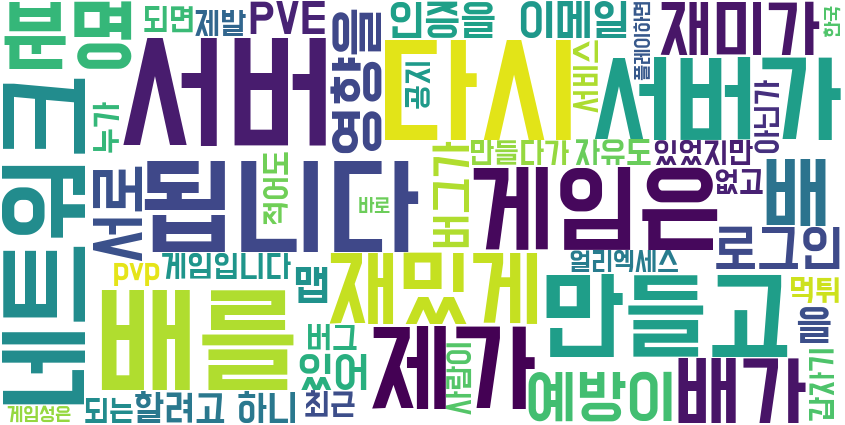 분명
되면
제발
PVE
영향을
인증을
이메일
플레이하면
재미가
한국
서버
다시
공지
서비스
서버가
아닌가
네트워크
누가
서로
됩니다
적어도
바로
버그가
만들다가
자유도
있었지만
게임은
없고
배
로그인
pvp
게임입니다
맵
재밌게
얼리엑세스
먹튀
을
배를
버그
있어
제가
사람이
만들고
예방이
배가
갑자기
게임성은
되는
할려고
하니
최근